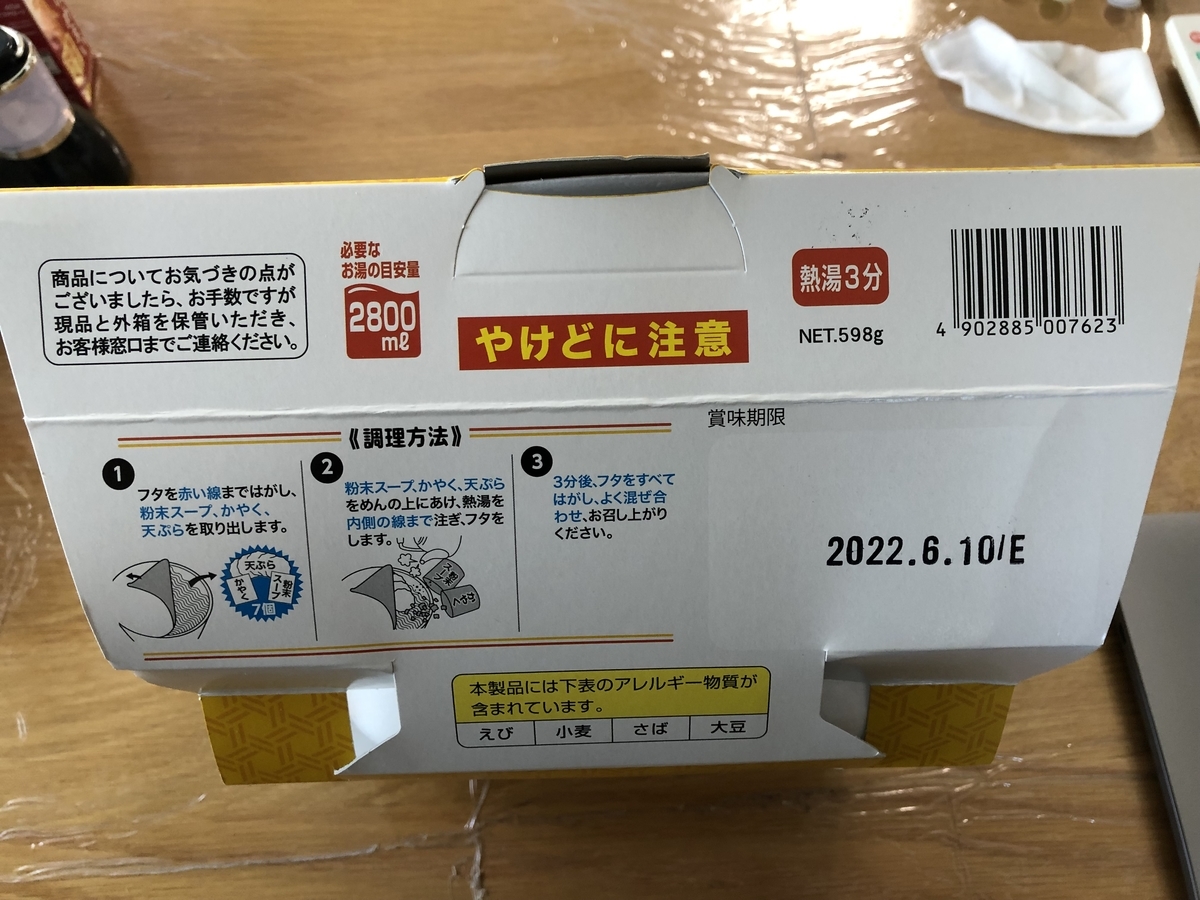 商品についてお気づきの点が
ございましたら、お手数ですが
現品と外箱を保管いただき、
お客様窓口までご連絡ください。
必要な
お湯の目安量
2800
mℓ
やけどに注意
熱湯3分
NET.598g
4 902885 007623
《調理方法》
1
フタを赤い線まではがし、
粉末スープ、かやく、
天ぷらを取り出します。
天ぷら
かやく
粉末
スープ
7個
2
粉末スープ、かやく、天ぷら
をめんの上にあけ、熱湯を
内側の線まで注ぎ、フタを
します。
粉末
スープ
かやく
3
3分後、フタをすべて
はがし、よく混ぜ合
わせ、お召し上がり
ください。
賞味期限
2022.6.10/E
本製品には下表のアレルギー物質が
含まれています。
えび 小麦 さば 大豆